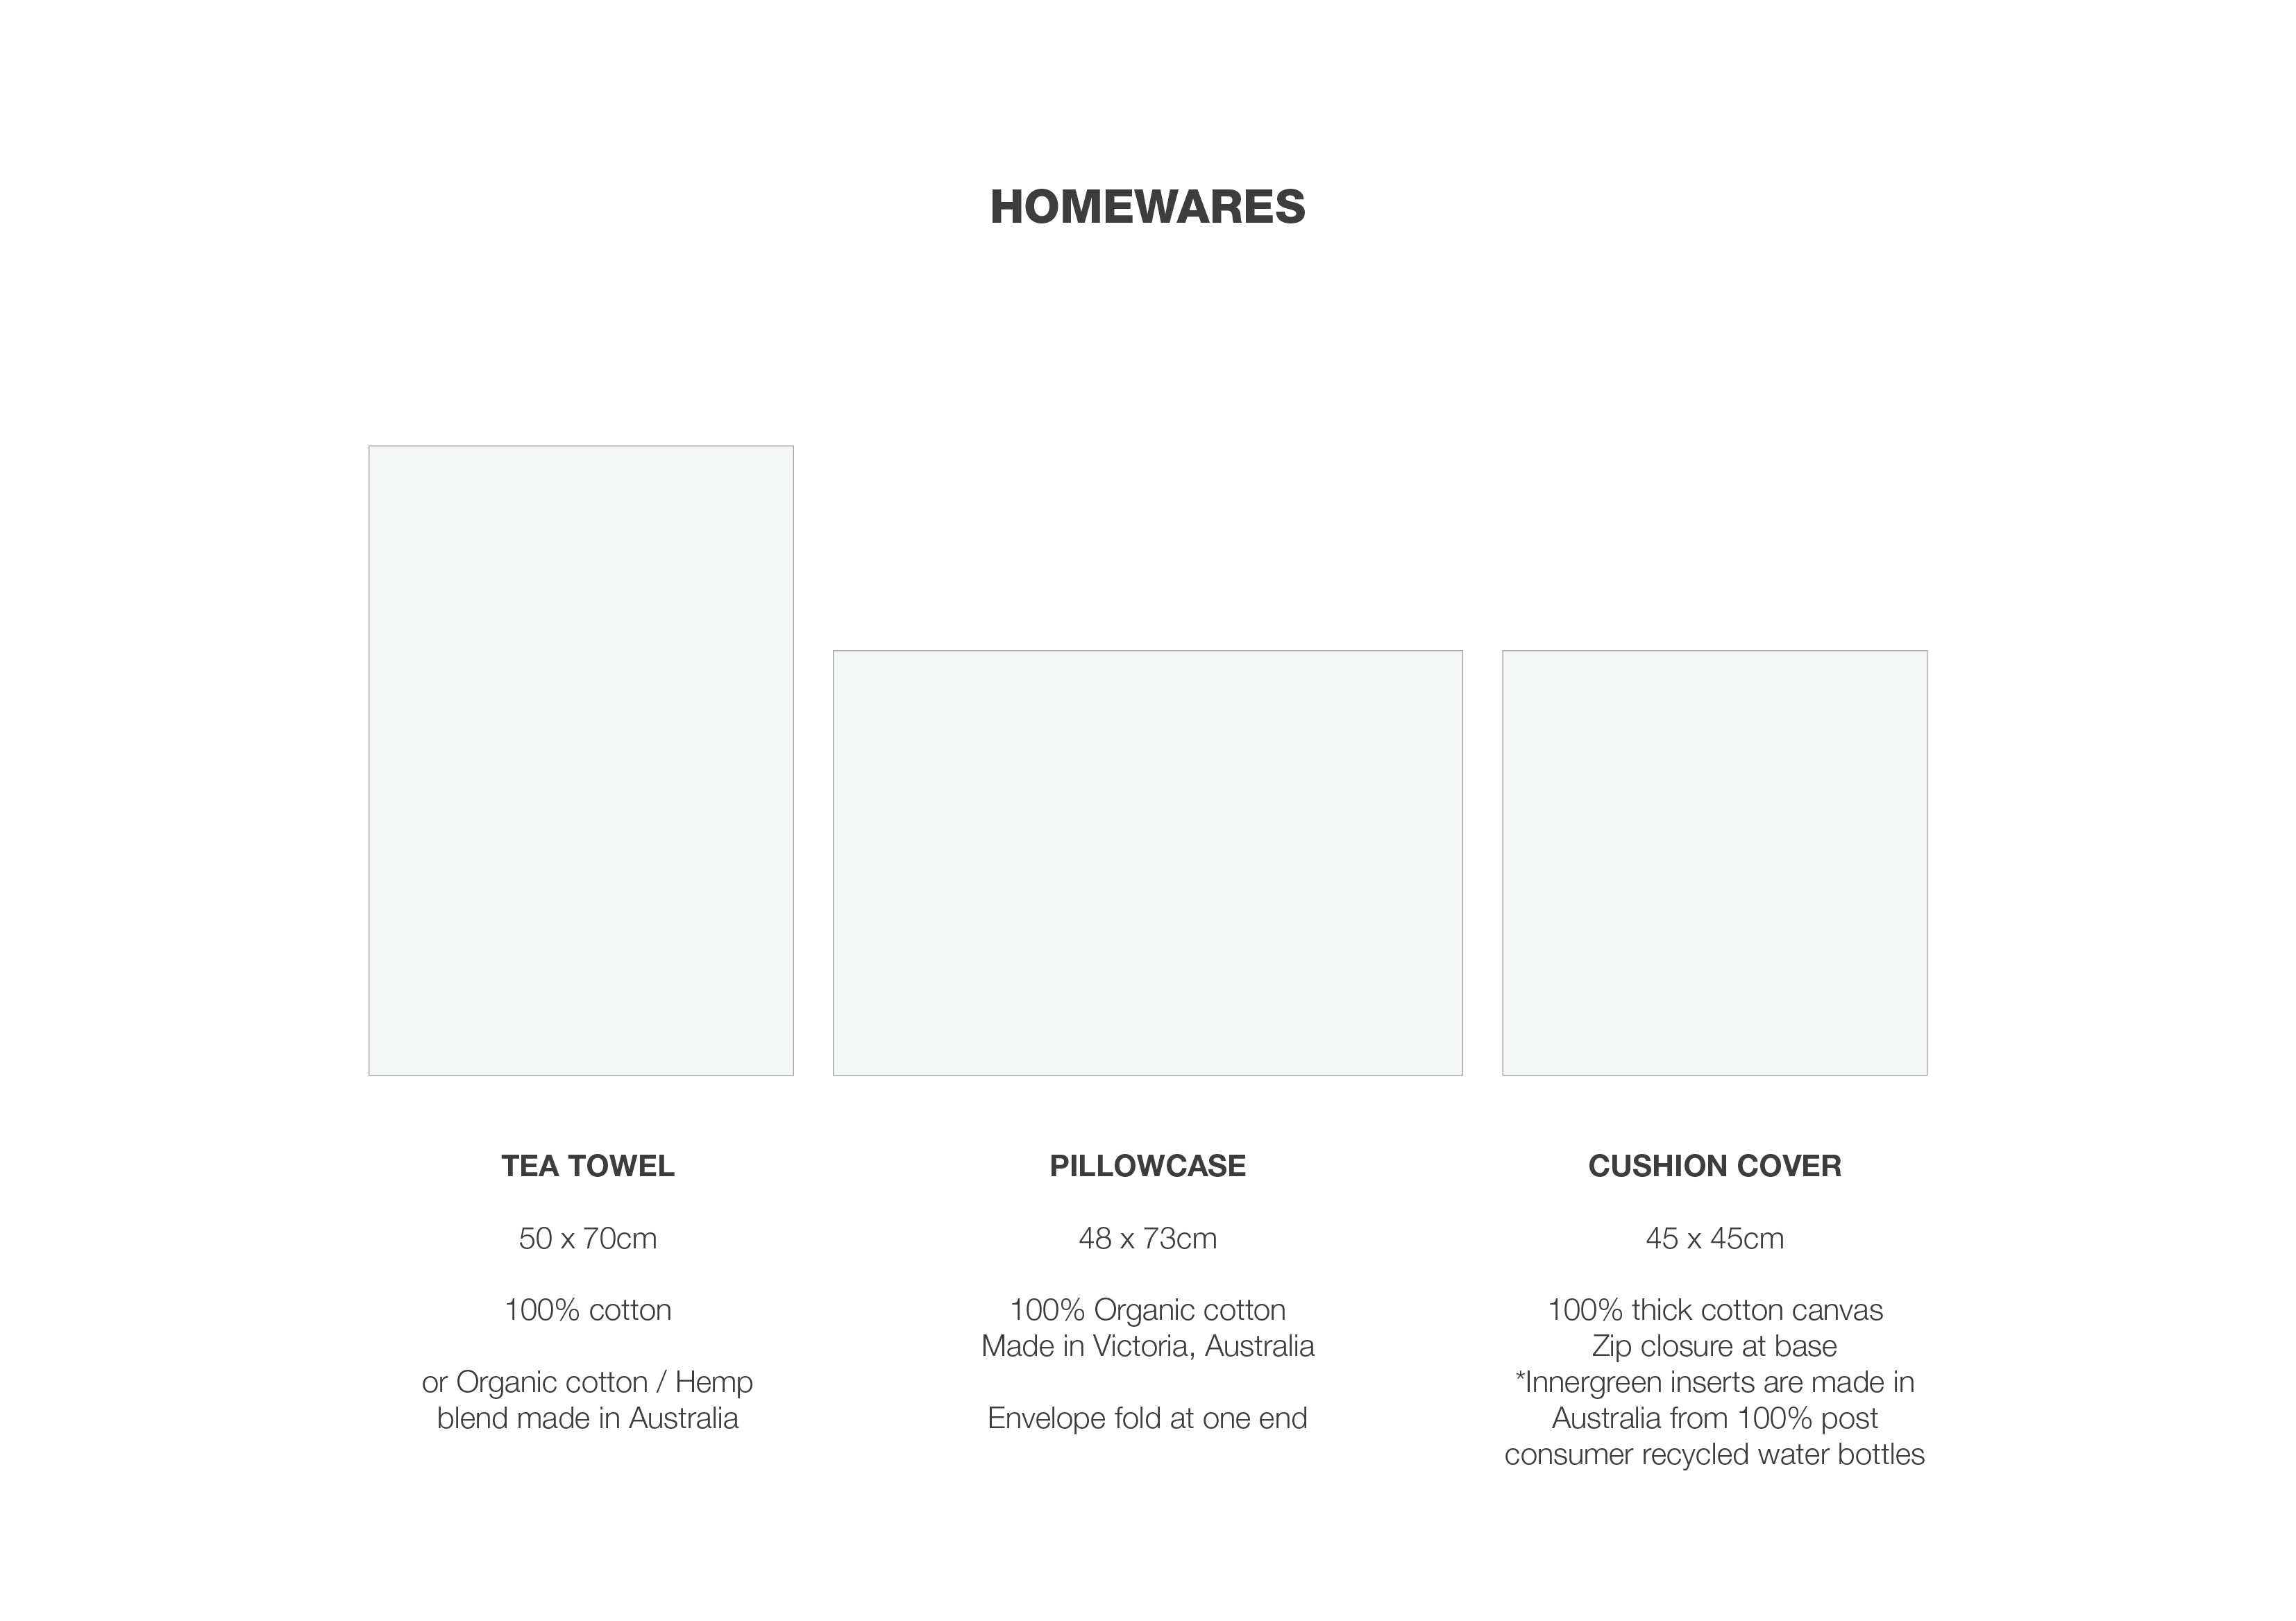 HOMEWARES
TEA TOWEL
50 x 70cm
100% cotton
or Organic cotton / Hemp
blend made in Australia
PILLOWCASE
48 x 73cm
100% Organic cotton
Made in Victoria, Australia
Envelope fold at one end
CUSHION COVER
45 x 45cm
100% thick cotton canvas
Zip closure at base
*Innergreen inserts are made in
Australia from 100% post
consumer recycled water bottles